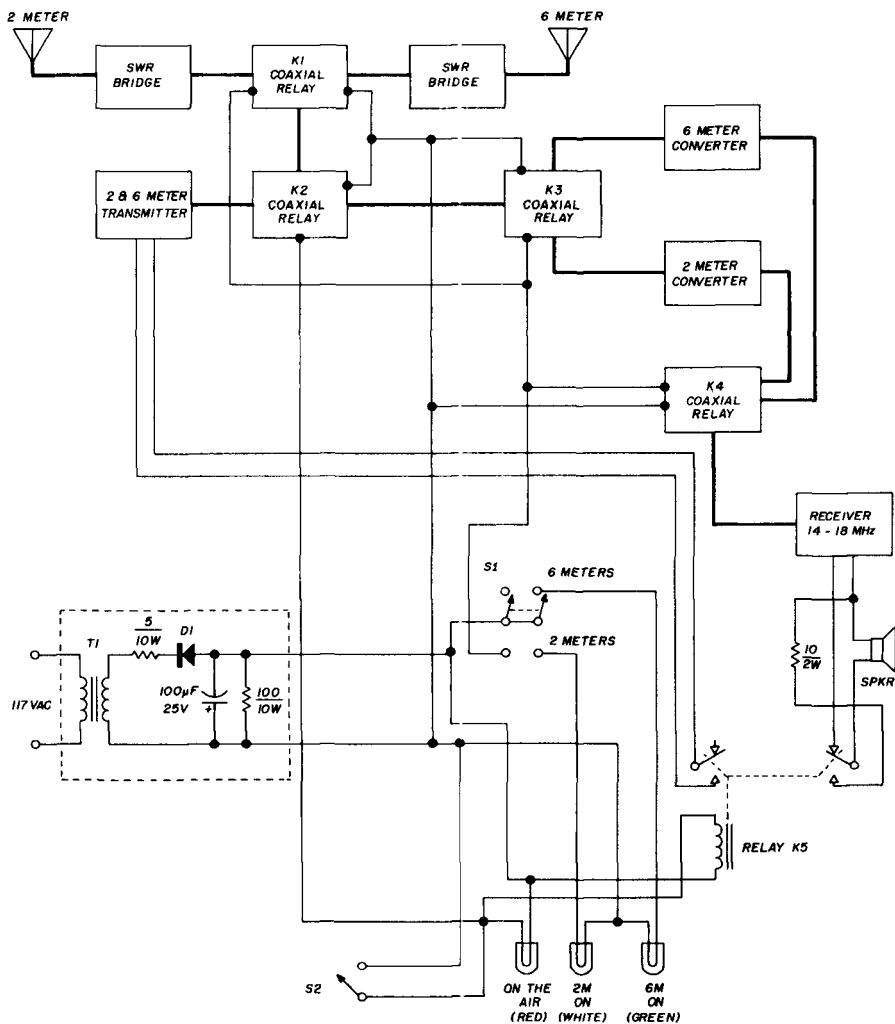 2 METER
6 METER
SWR
BRIDGE
K1
COAXIAL
RELAY
SWR
BRIDGE
6 METER
CONVERTER
2 & 6 METER
TRANSMITTER
K2
COAXIAL
RELAY
K3
COAXIAL
RELAY
2 METER
CONVERTER
K4
COAXIAL
RELAY
RECEIVER
14 - 18 MHz
S1
6 METERS
2 METERS
T1
5
10W
D1
117VAC
100µF
25V
+
100
10W
10
2W
SPKR
RELAY K5
S2
ON THE
AIR
(RED)
2M
ON
(WHITE)
6M
ON
(GREEN)